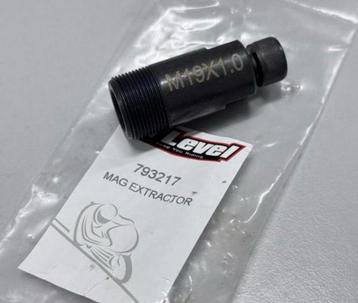 M19X1.0
Level
793217
MAG EXTRACTOR